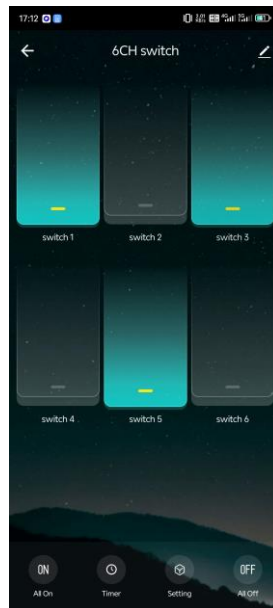 17:12
6CH switch
switch 1 switch 2 switch 3
switch 4 switch 5 switch 6
ON OFF
All On Timer Setting All Off